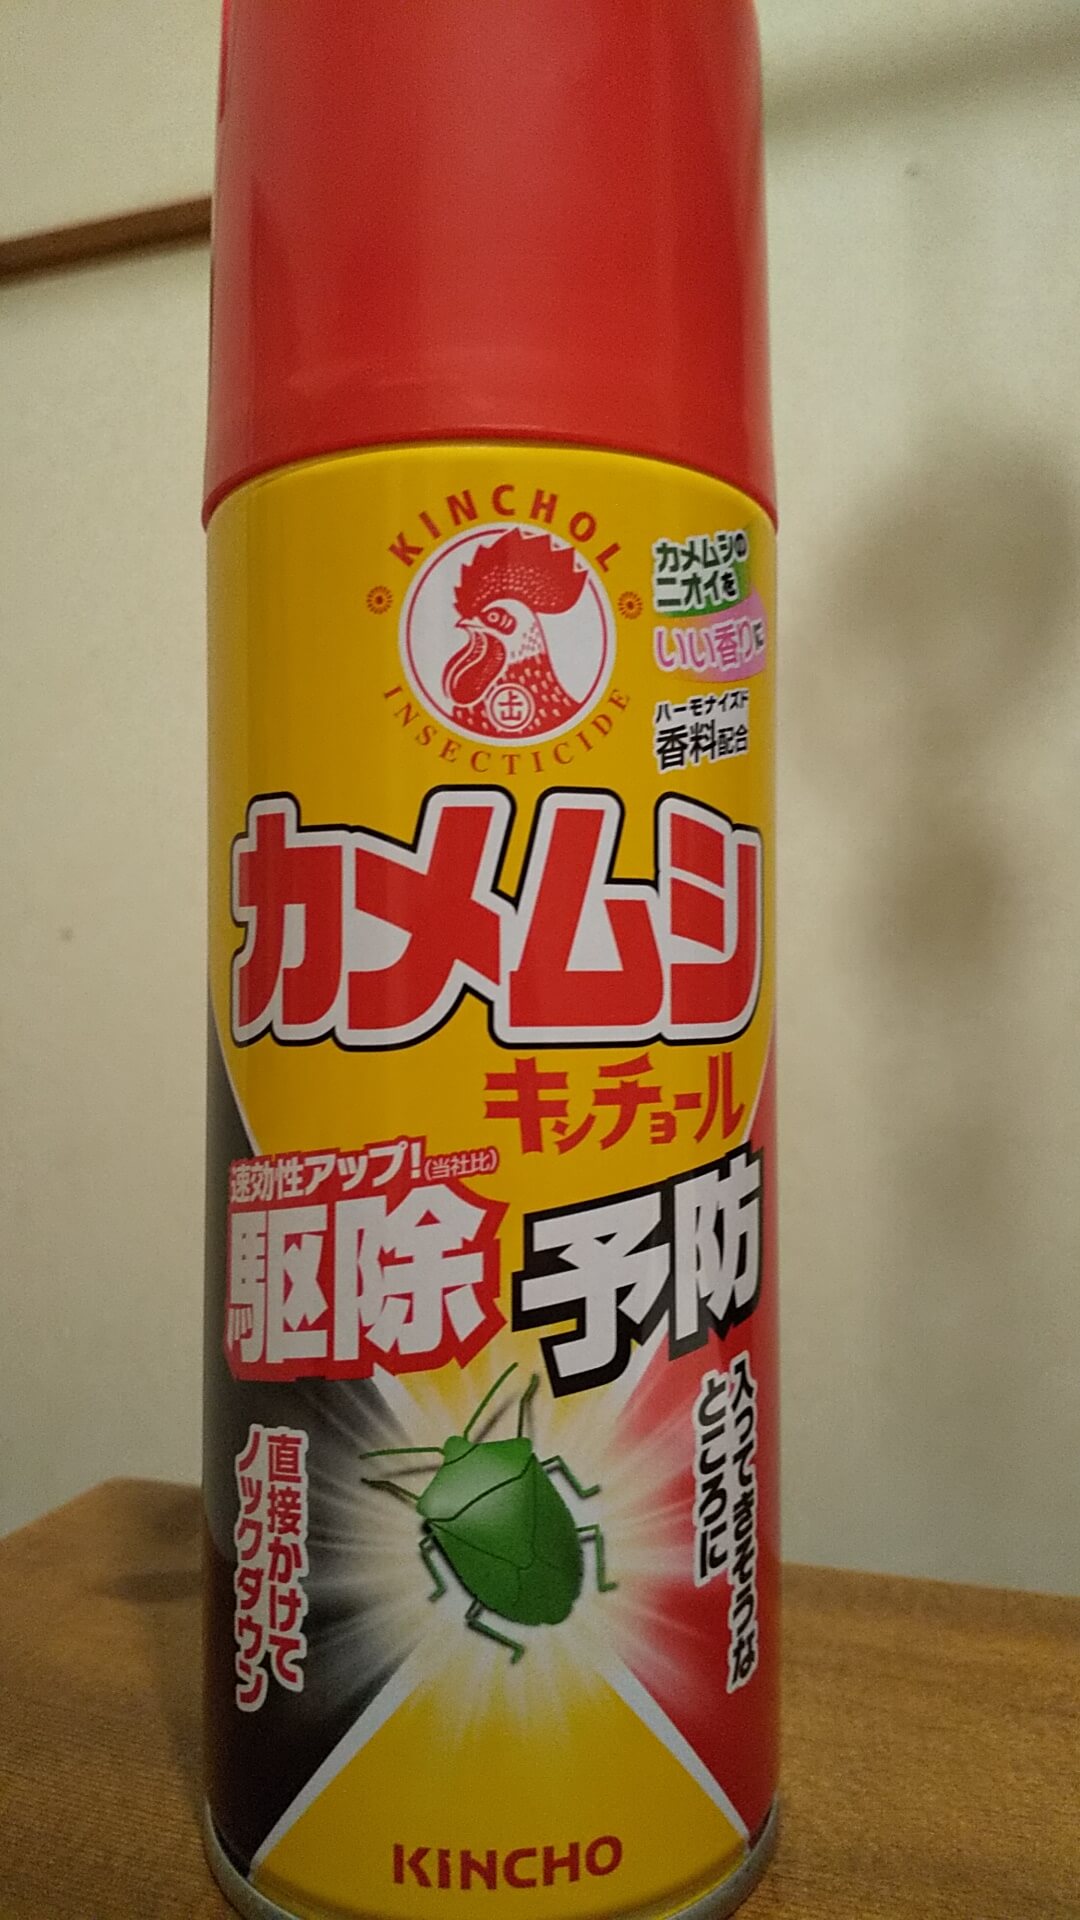 KINCHOL
INSECTICIDE
カメムシの
ニオイを
いい香りに
ハーモナイズド
香料配合
カメムシ
キンチョール
速効性アップ!(当社比)
駆除
予防
直接かけて
ノックダウン
入ってきそうな
ところに
KINCHO